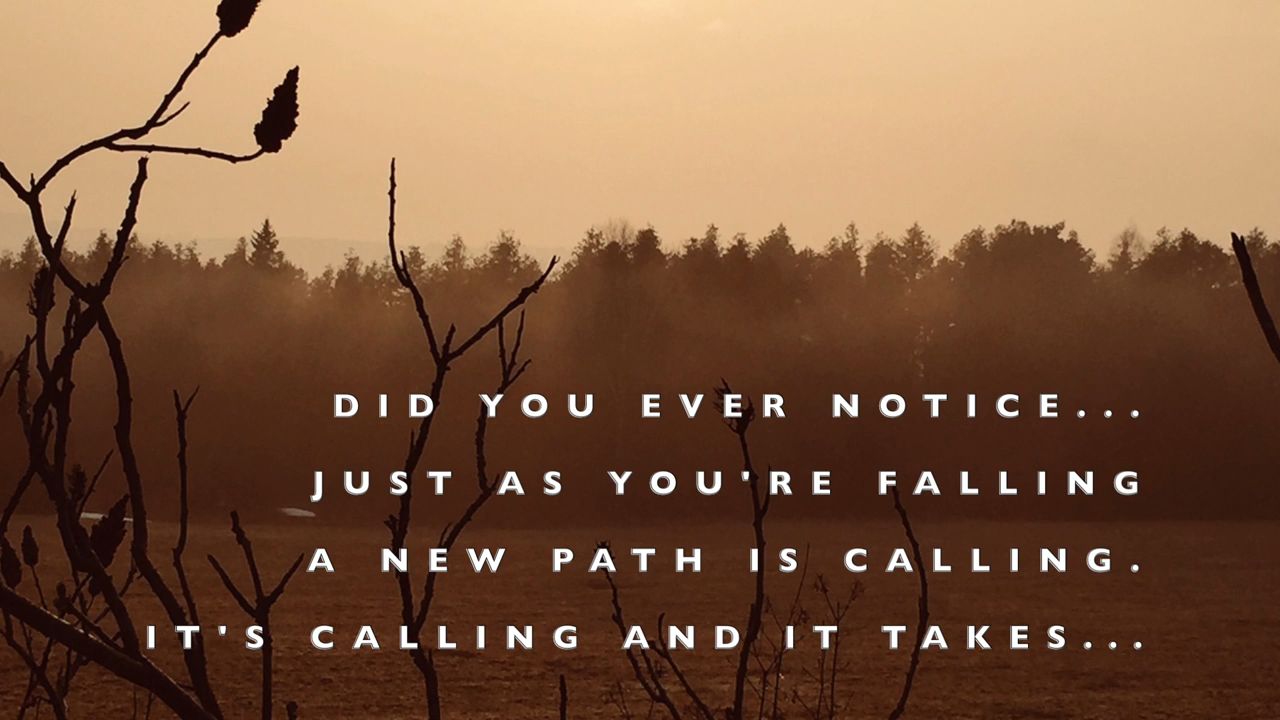 DID YOU EVER NOTICE...
JUST AS YOU'RE FALLING
A NEW PATH IS CALLING.
IT'S CALLING AND IT TAKES...